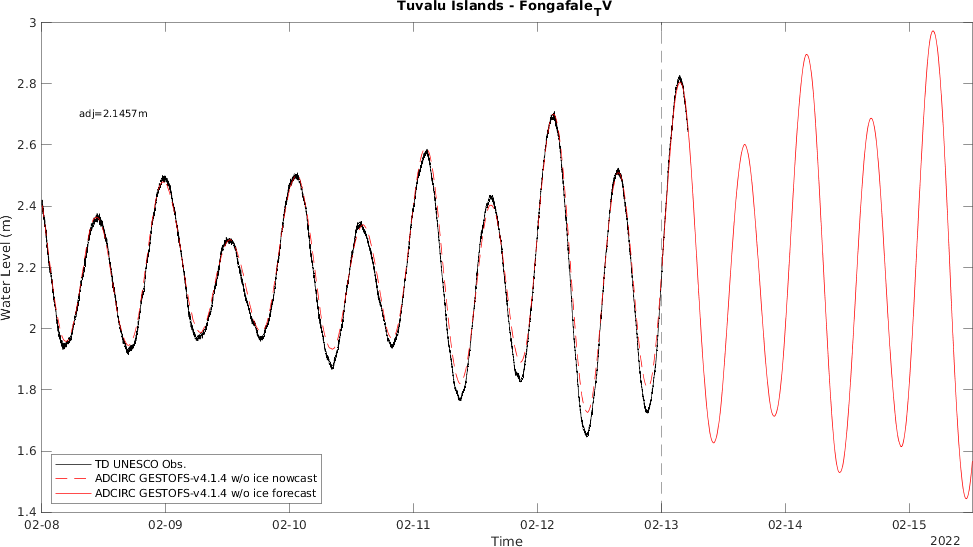 Tuvalu Islands - Fongafale_TV
3
2.8
adj=2.1457m
2.6
2.4
2.2
2
1.8
1.6
1.4
Water Level (m)
TD UNESCO Obs.
ADCIRC GESTOFS-v4.1.4 w/o ice nowcast
ADCIRC GESTOFS-v4.1.4 w/o ice forecast
02-08 02-09 02-10 02-11 02-12 02-13 02-14 02-15
Time
2022